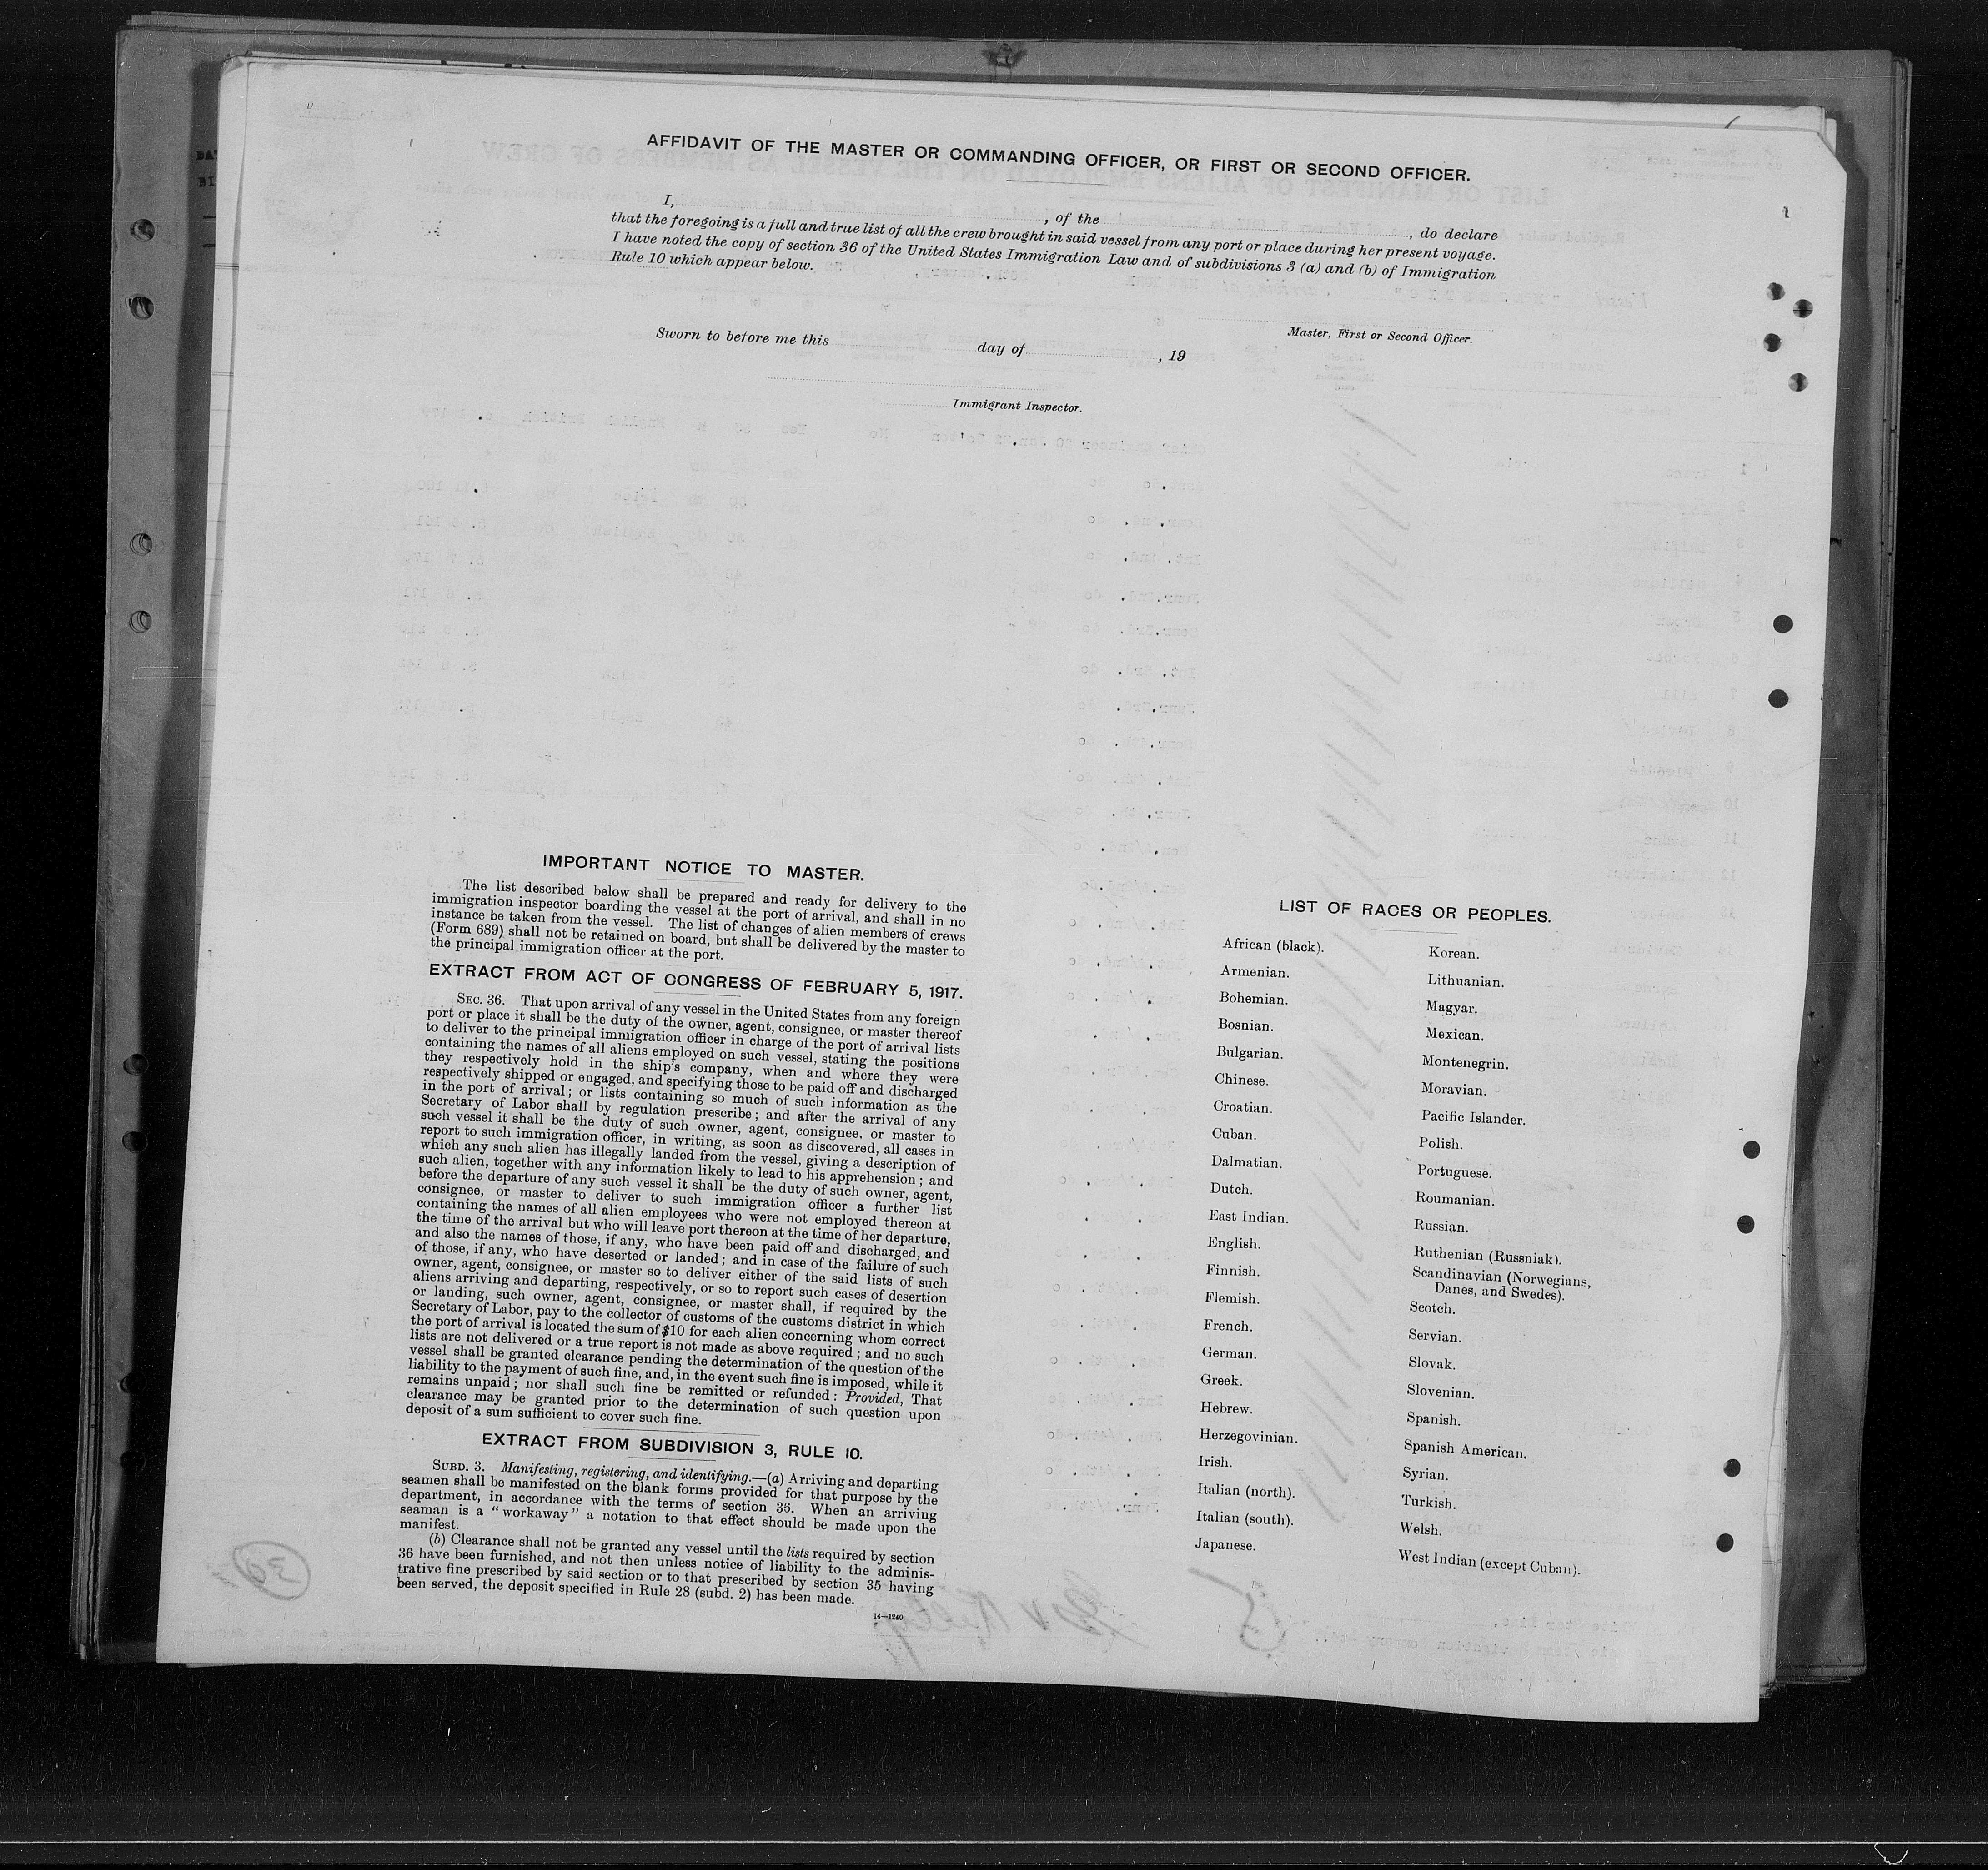 AFFIDAVIT OF THE MASTER OR COMMANDING OFFICER, OR FIRST OR SECOND OFFICER.
I, , of the , do declare
that the foregoing is a full and true list of all the crew brought in said vessel from any port or place during her present voyage.
I have noted the copy of section 36 of the United States Immigration Law and of subdivisions 3 (a) and (b) of Immigration
Rule 10 which appear below.
Master, First or Second Officer.
Sworn to before me this day of , 19
Immigrant Inspector.
IMPORTANT NOTICE TO MASTER.
The list described below shall be prepared and ready for delivery to the
immigration inspector boarding the vessel at the port of arrival, and shall in no
instance be taken from the vessel. The list of changes of alien members of crews
(Form 689) shall not be retained on board, but shall be delivered by the master to
the principal immigration officer at the port.
EXTRACT FROM ACT OF CONGRESS OF FEBRUARY 5, 1917.
SEC. 36. That upon arrival of any vessel in the United States from any foreign
port or place it shall be the duty of the owner, agent, consignee, or master thereof
to deliver to the principal immigration officer in charge of the port of arrival lists
containing the names of all aliens employed on such vessel, stating the positions
they respectively hold in the ship's company, when and where they were
respectively shipped or engaged, and specifying those to be paid off and discharged
in the port of arrival; or lists containing so much of such information as the
Secretary of Labor shall by regulation prescribe; and after the arrival of any
such vessel it shall be the duty of such owner, agent, consignee, or master to
report to such immigration officer, in writing, as soon as discovered, all cases in
which any such alien has illegally landed from the vessel, giving a description of
such alien, together with any information likely to lead to his apprehension; and
before the departure of any such vessel it shall be the duty of such owner, agent,
consignee, or master to deliver to such immigration officer a further list
containing the names of all alien employees who were not employed thereon at
the time of the arrival but who will leave port thereon at the time of her departure,
and also the names of those, if any, who have been paid off and discharged, and
of those, if any, who have deserted or landed; and in case of the failure of such
owner, agent, consignee, or master so to deliver either of the said lists of such
aliens arriving and departing, respectively, or so to report such cases of desertion
or landing, such owner, agent, consignee, or master shall, if required by the
Secretary of Labor, pay to the collector of customs of the customs district in which
the port of arrival is located the sum of $10 for each alien concerning whom correct
lists are not delivered or a true report is not made as above required; and no such
vessel shall be granted clearance pending the determination of the question of the
liability to the payment of such fine, and, in the event such fine is imposed, while it
remains unpaid; nor shall such fine be remitted or refunded: Provided, That
clearance may be granted prior to the determination of such question upon
deposit of a sum sufficient to cover such fine.
EXTRACT FROM SUBDIVISION 3, RULE 10.
SUBD. 3. Manifesting, registering, and identifying.—(a) Arriving and departing
seamen shall be manifested on the blank forms provided for that purpose by the
department, in accordance with the terms of section 36. When an arriving
seaman is a "workaway" a notation to that effect should be made upon the
manifest.
(b) Clearance shall not be granted any vessel until the lists required by section
36 have been furnished, and not then unless notice of liability to the adminis-
trative fine prescribed by said section or to that prescribed by section 35 having
been served, the deposit specified in Rule 28 (subd. 2) has been made.
14—1240
LIST OF RACES OR PEOPLES.
African (black).
Armenian.
Bohemian.
Bosnian.
Bulgarian.
Chinese.
Croatian.
Cuban.
Dalmatian.
Dutch.
East Indian.
English.
Finnish.
Flemish.
French.
German.
Greek.
Hebrew.
Herzegovinian.
Irish.
Italian (north).
Italian (south).
Japanese.
Korean.
Lithuanian.
Magyar.
Mexican.
Montenegrin.
Moravian.
Pacific Islander.
Polish.
Portuguese.
Roumanian.
Russian.
Ruthenian (Russniak).
Scandinavian (Norwegians,
Danes, and Swedes).
Scotch.
Servian.
Slovak.
Slovenian.
Spanish.
Spanish American.
Syrian.
Turkish.
Welsh.
West Indian (except Cuban).